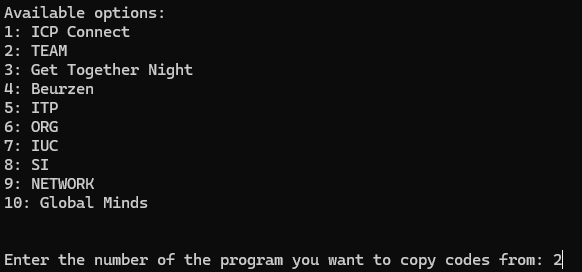 Available options:
1: ICP Connect
2: TEAM
3: Get Together Night
4: Beurzen
5: ITP
6: ORG
7: IUC
8: SI
9: NETWORK
10: Global Minds
Enter the number of the program you want to copy codes from: 2